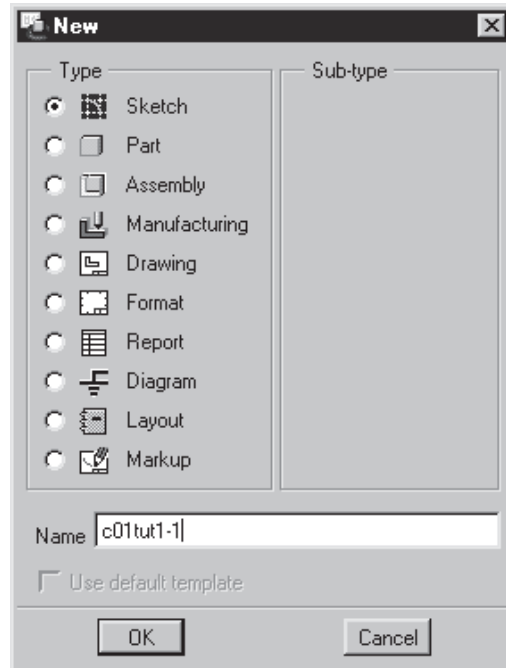 New
Type
Sub-type
Sketch
Part
Assembly
Manufacturing
Drawing
Format
Report
Diagram
Layout
Markup
Name c01tut1-1
Use default template
OK Cancel